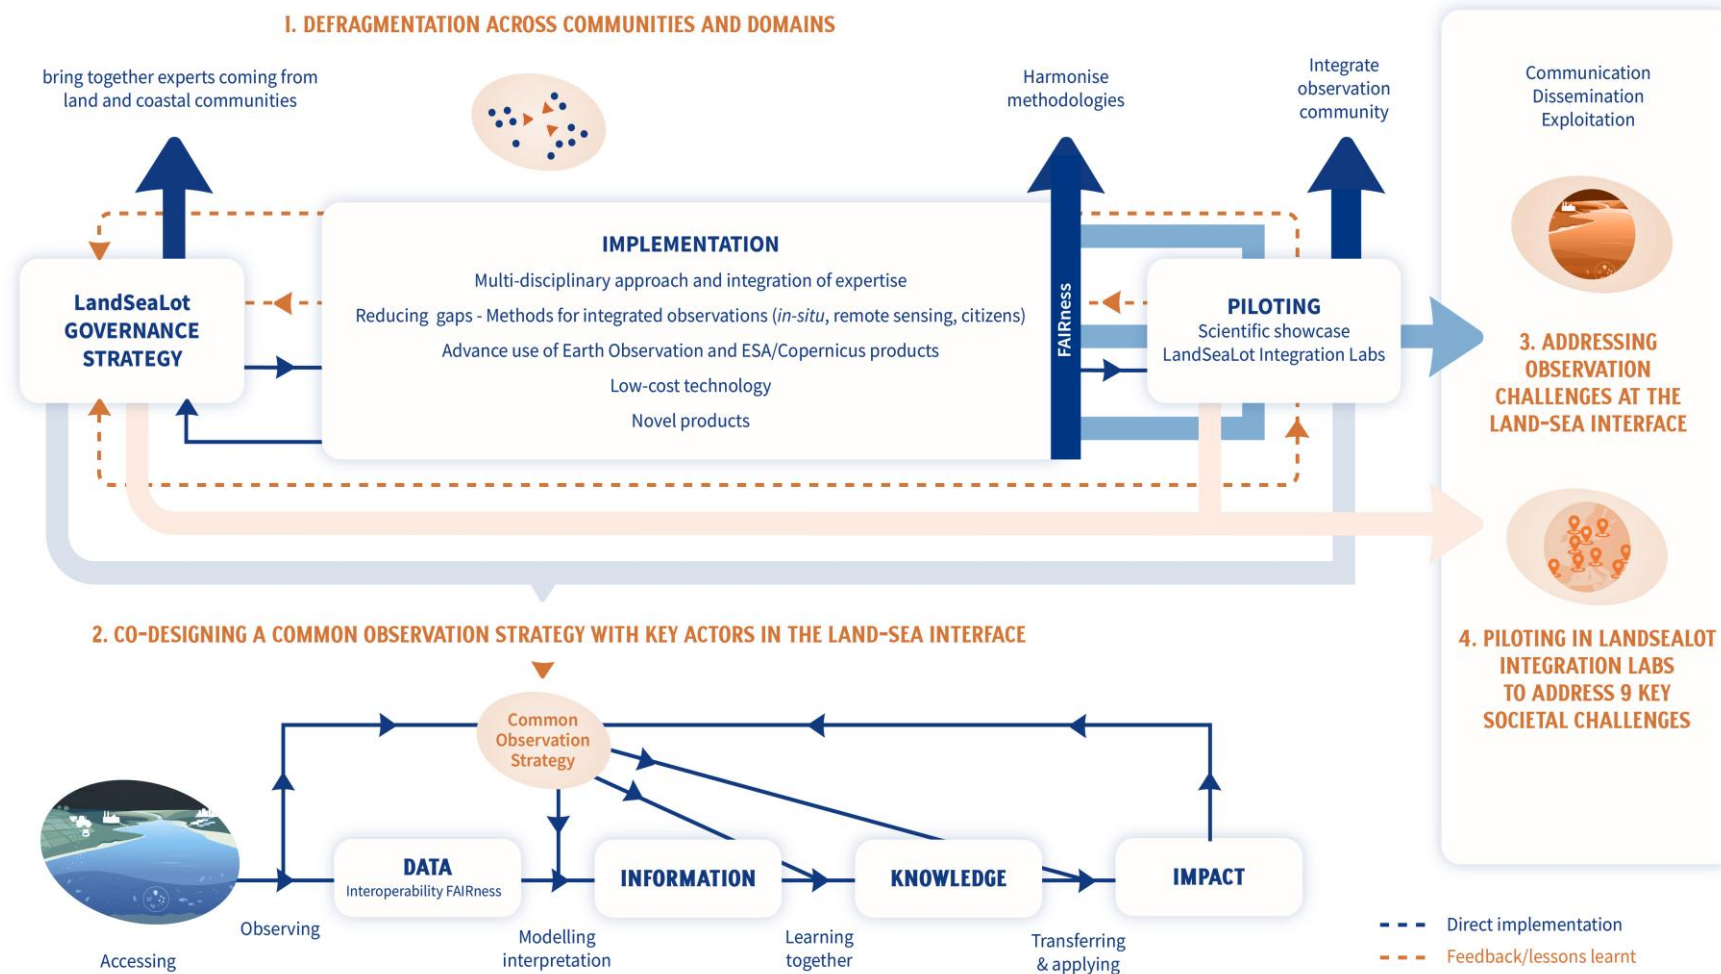 1. DEFRAGMENTATION ACROSS COMMUNITIES AND DOMAINS
bring together experts coming from
land and coastal communities
Harmonise
methodologies
Integrate
observation
community
Communication
Dissemination
Exploitation
LandSeaLot
GOVERNANCE
STRATEGY
IMPLEMENTATION
Multi-disciplinary approach and integration of expertise
Reducing gaps - Methods for integrated observations (in-situ, remote sensing, citizens)
Advance use of Earth Observation and ESA/Copernicus products
Low-cost technology
Novel products
FAIRness
PILOTING
Scientific showcase
LandSeaLot Integration Labs
3. ADDRESSING
OBSERVATION
CHALLENGES AT THE
LAND-SEA INTERFACE
4. PILOTING IN LANDSEALOT
INTEGRATION LABS
TO ADDRESS 9 KEY
SOCIETAL CHALLENGES
2. CO-DESIGNING A COMMON OBSERVATION STRATEGY WITH KEY ACTORS IN THE LAND-SEA INTERFACE
Common
Observation
Strategy
DATA
Interoperability FAIRness
INFORMATION
KNOWLEDGE
IMPACT
Accessing
Observing
Modelling
interpretation
Learning
together
Transferring
& applying
Direct implementation
Feedback/lessons learnt